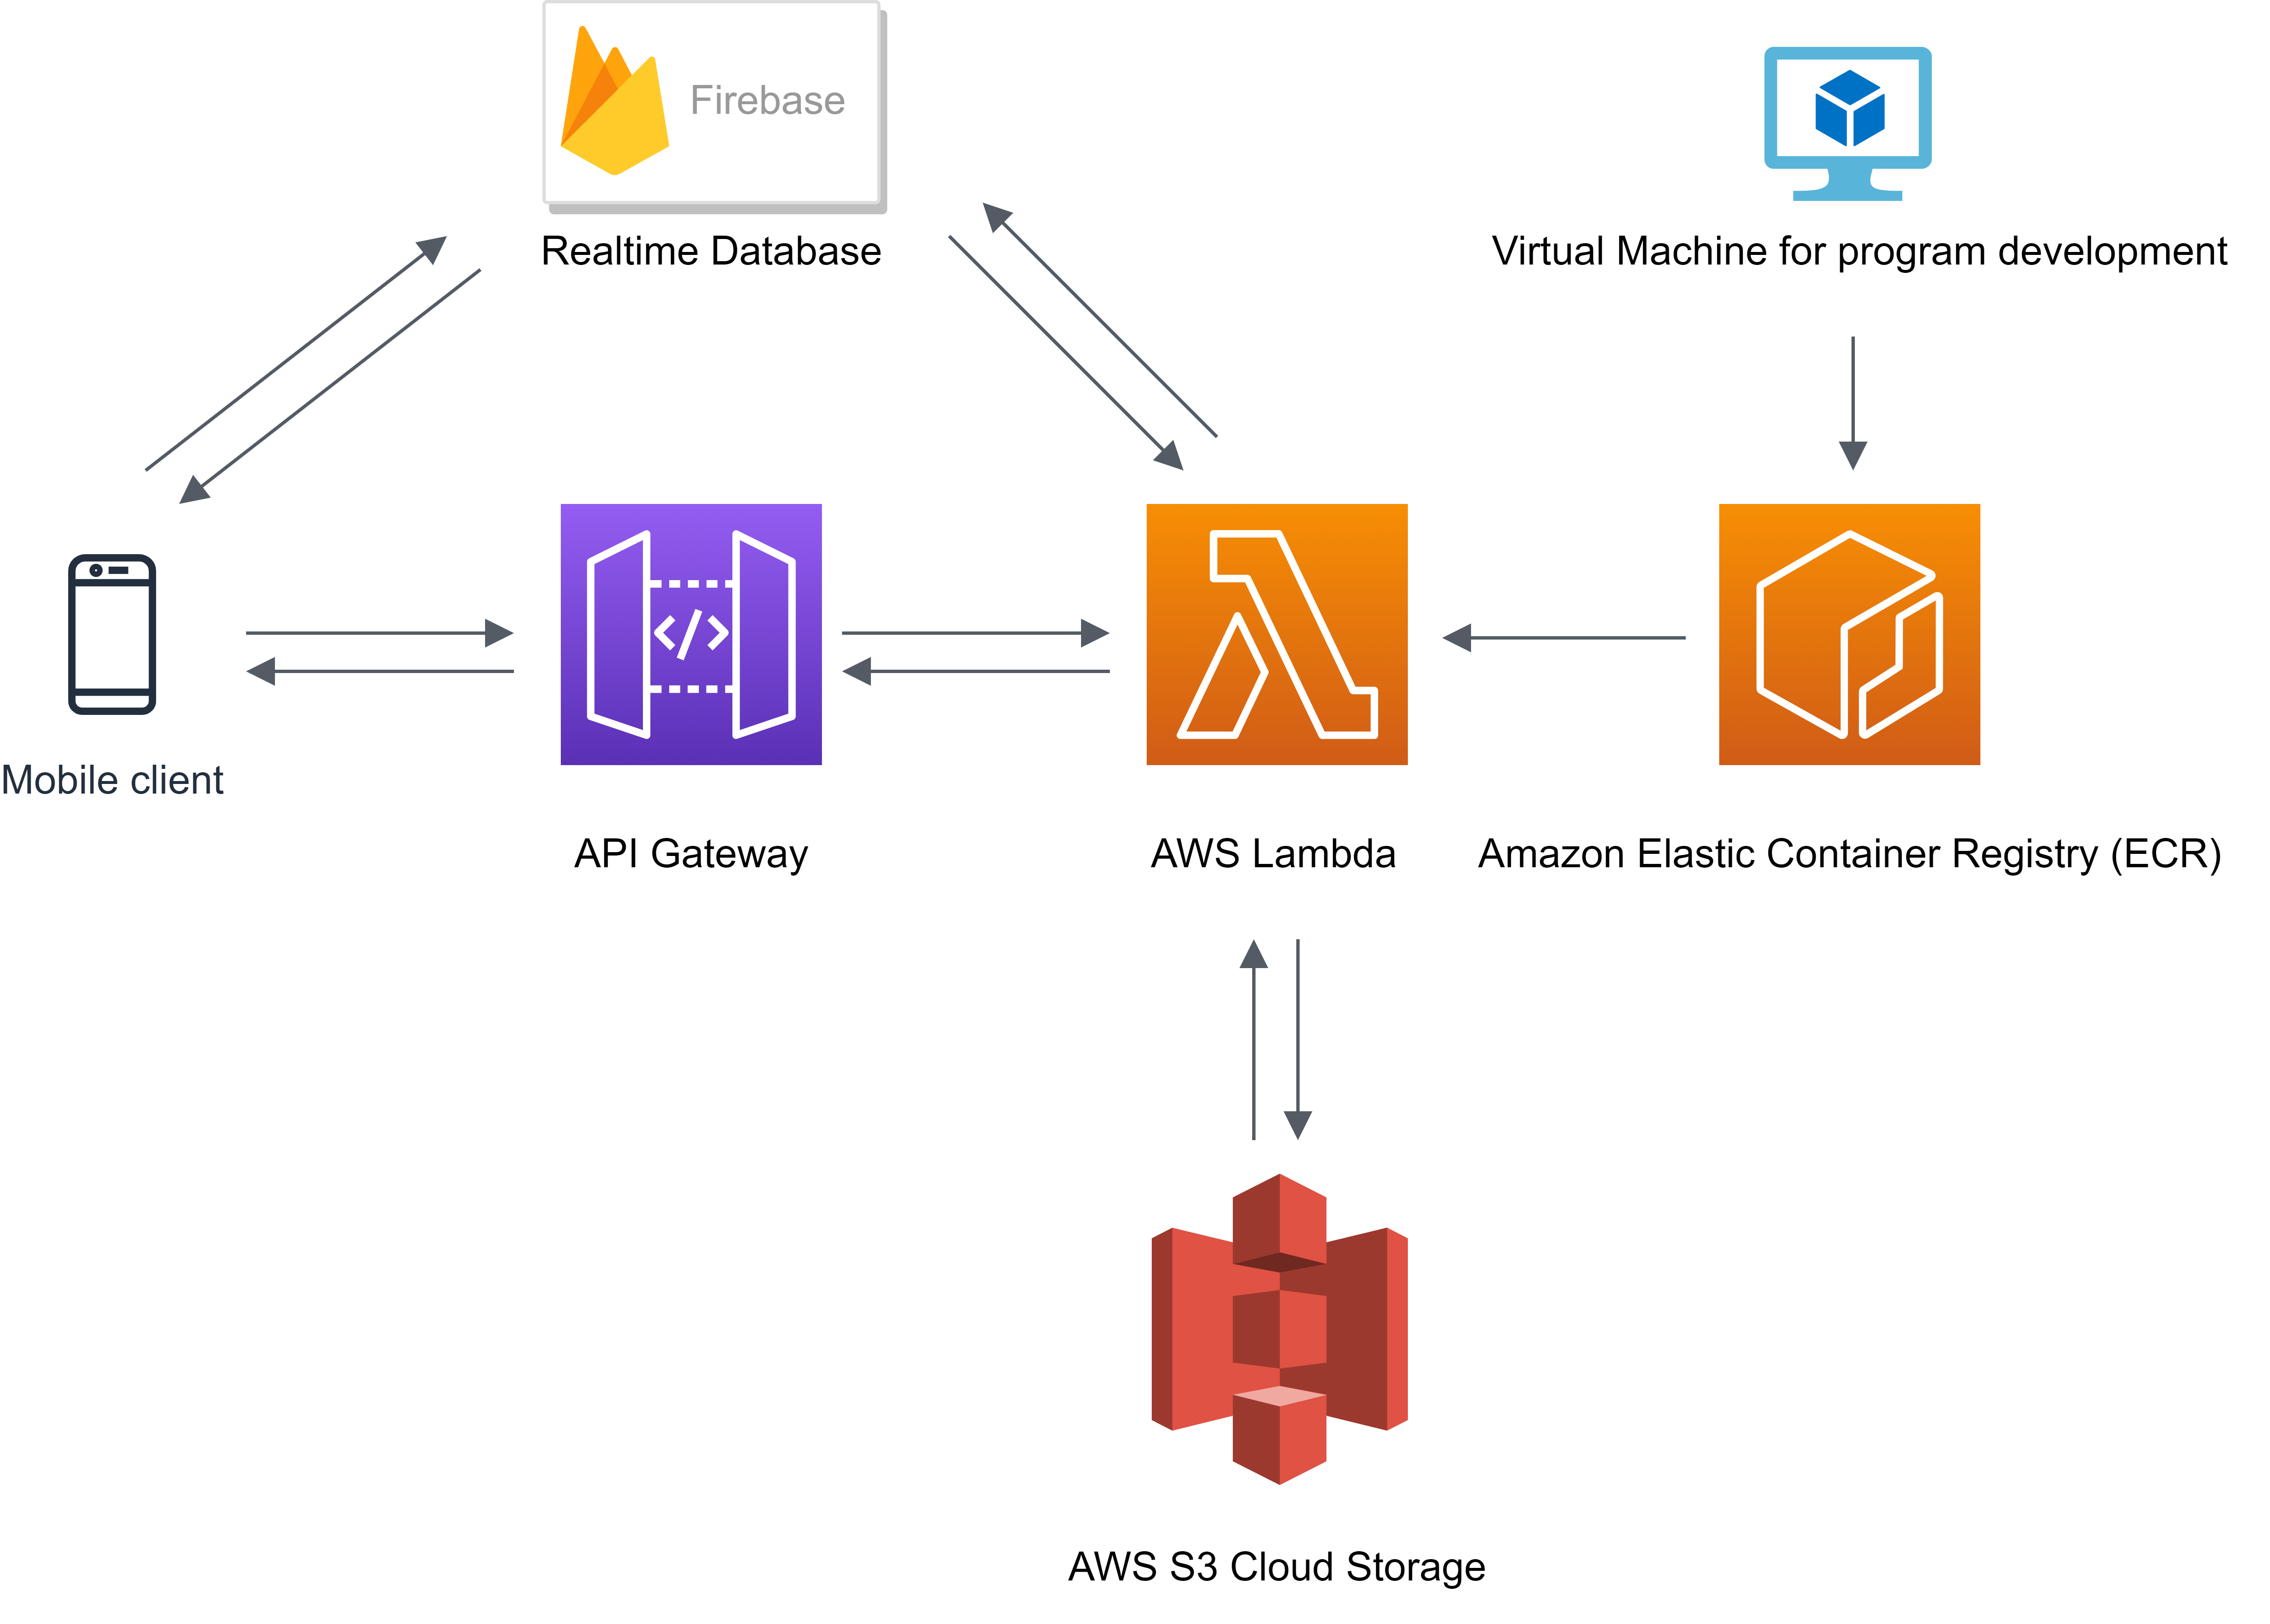 Firebase
Realtime Database
Virtual Machine for program development
Mobile client
API Gateway
AWS Lambda
Amazon Elastic Container Registry (ECR)
AWS S3 Cloud Storage